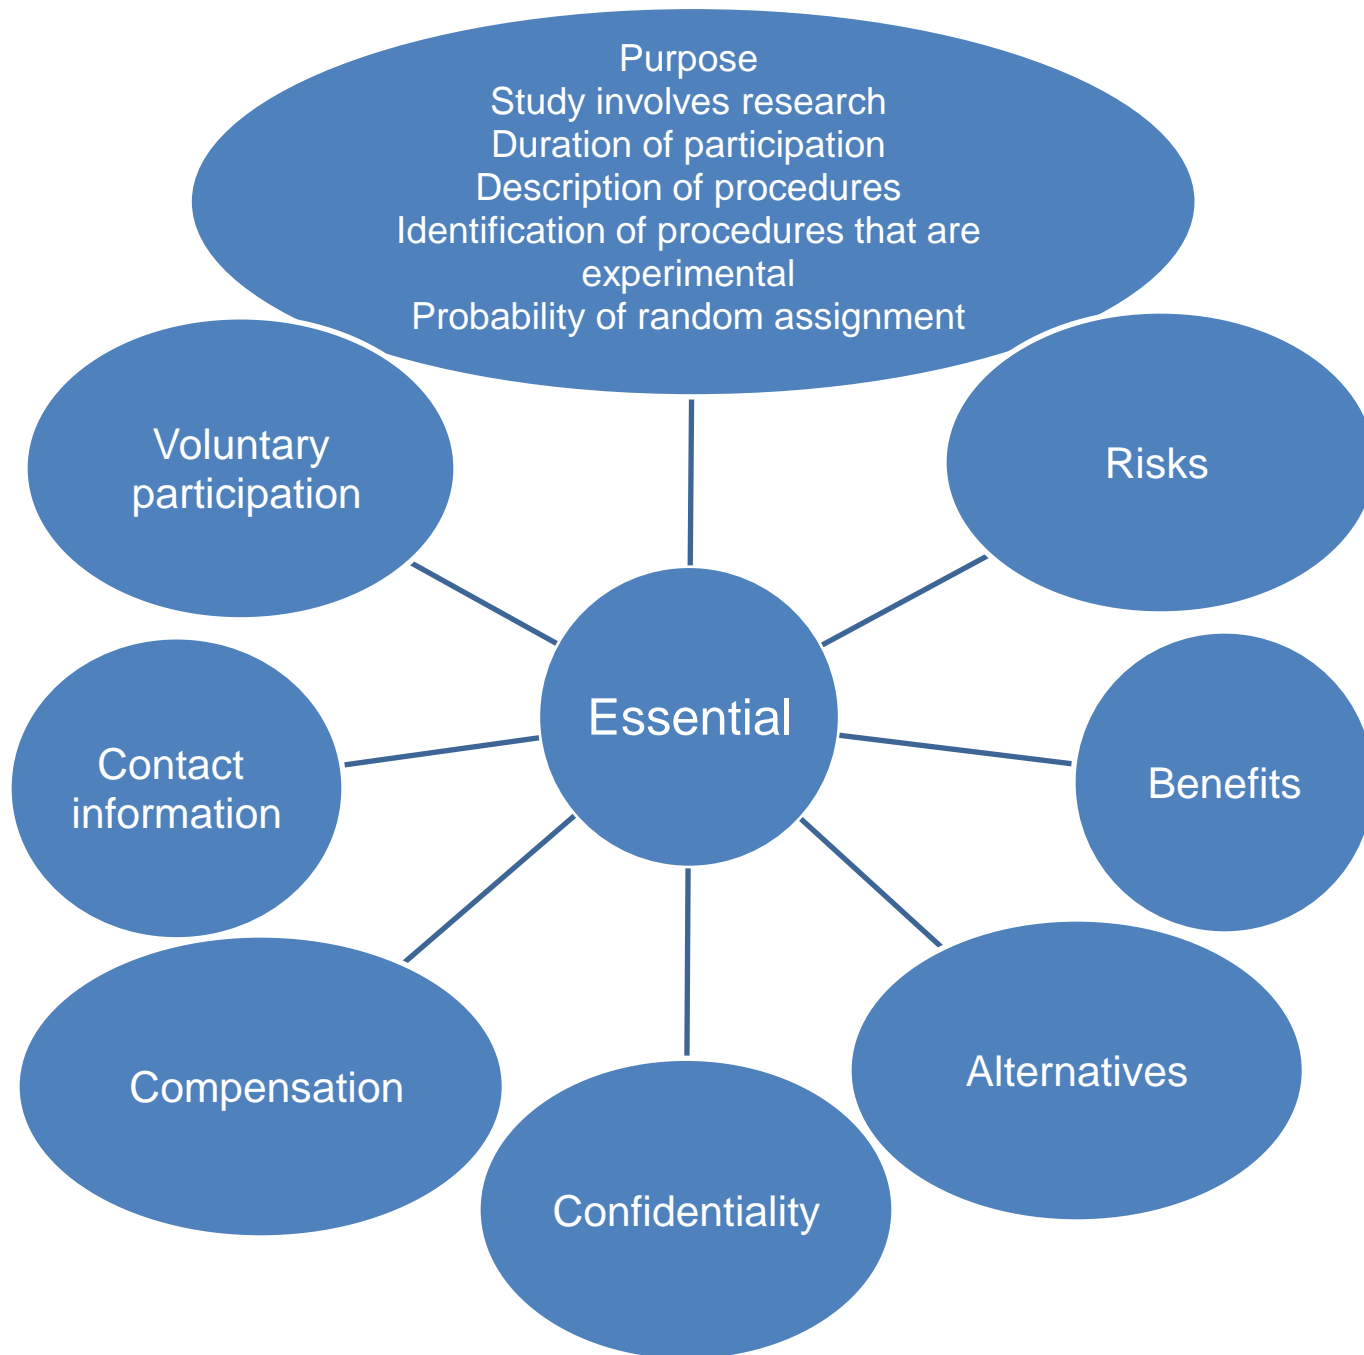 Purpose
Study involves research
Duration of participation
Description of procedures
Identification of procedures that are
experimental
Probability of random assignment
Voluntary
participation
Risks
Essential
Contact
information
Benefits
Compensation
Alternatives
Confidentiality